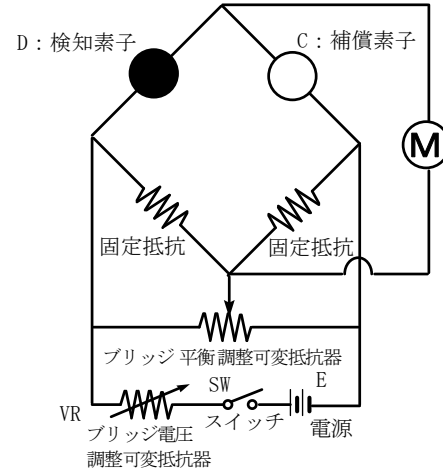 D：検知素子
C：補償素子
M
固定抵抗
固定抵抗
ブリッジ平衡調整可変抵抗器
SW
E
VR
スイッチ
電源
ブリッジ電圧
調整可変抵抗器